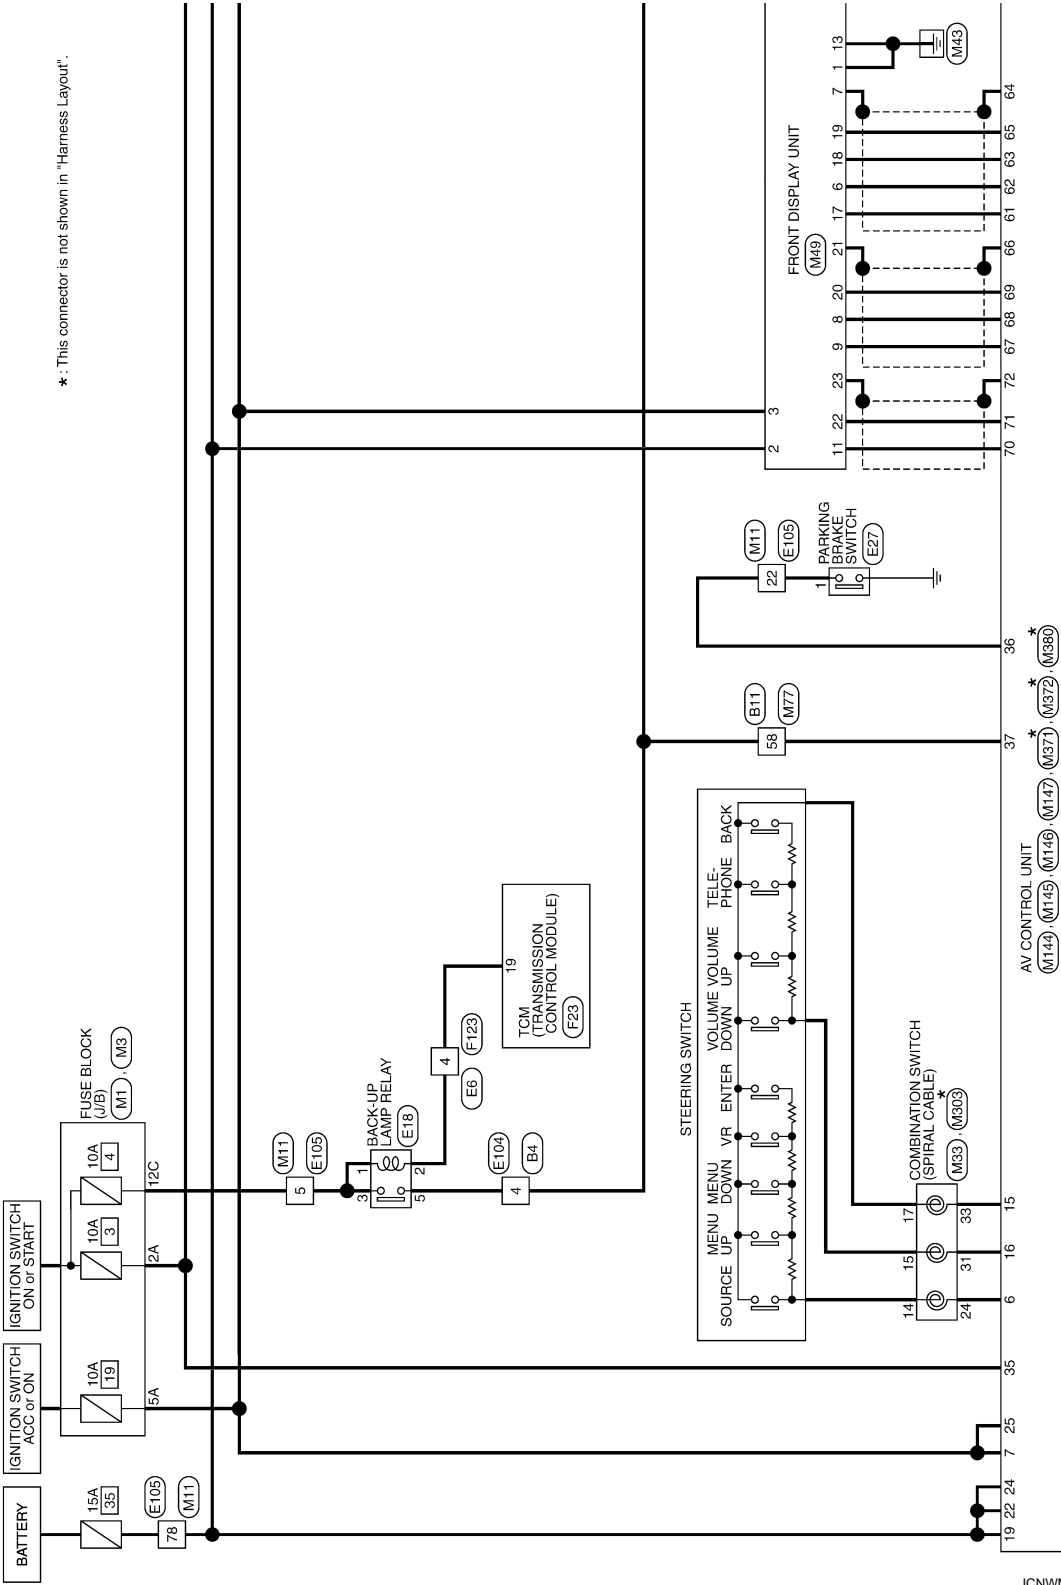 BATTERY
IGNITION SWITCH
ACC or ON
IGNITION SWITCH
ON or START
15A
35
E105
78
M11
10A
19
5A
10A
3
2A
10A
4
12C
FUSE BLOCK
(J/B)
M1 , M3
* : This connector is not shown in "Harness Layout".
M11
5
E105
BACK-UP
LAMP RELAY
E18
1
2
3
5
E104
4
B4
E6
4
F123
19
TCM
(TRANSMISSION
CONTROL MODULE)
F23
STEERING SWITCH
SOURCE
MENU
UP
MENU
DOWN
VR
ENTER
VOLUME
DOWN
VOLUME
UP
TELE-
PHONE
BACK
COMBINATION SWITCH
(SPIRAL CABLE)
M33 , M303
*
14
15
17
24
31
33
B11
58
M77
M11
22
E105
1
PARKING
BRAKE
SWITCH
E27
FRONT DISPLAY UNIT
M49
2
3
11
22
23
9
8
20
21
17
6
18
19
7
1
13
M43
19
22
24
7
25
35
6
16
15
37
36
70
71
72
67
68
69
66
61
62
63
65
64
AV CONTROL UNIT
* * *
M144 , M145 , M146 , M147 , M371 , M372 , M380